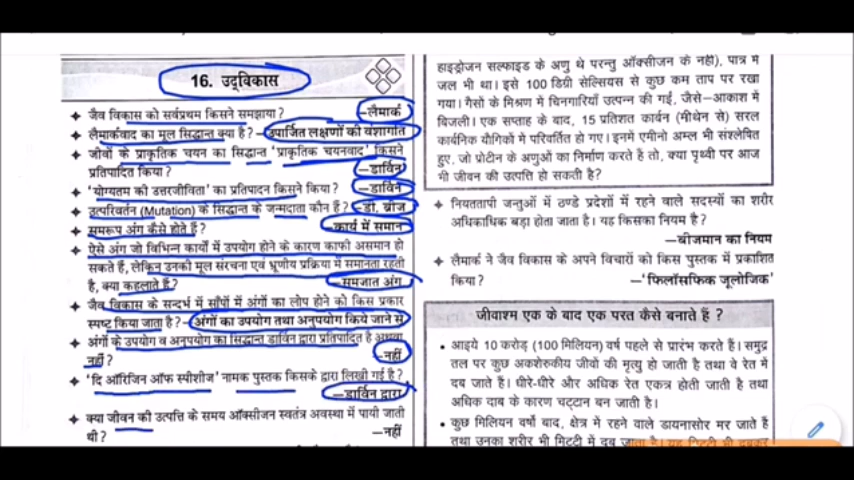 16. उद्विकास
✦ जैव विकास को सर्वप्रथम किसने समझाया? –लैमार्क
✦ लैमार्कवाद का मूल सिद्धान्त क्या है? –उपार्जित लक्षणों की वंशागति
✦ जीवों के प्राकृतिक चयन का सिद्धान्त 'प्राकृतिक चयनवाद' किसने
प्रतिपादित किया? –डार्विन
✦ 'योग्यतम की उत्तरजीविता' का प्रतिपादन किसने किया? –डार्विन
✦ उत्परिवर्तन (Mutation) के सिद्धान्त के जन्मदाता कौन हैं? –डॉ. ब्रीज
✦ समरूप अंग कैसे होते हैं? –कार्य में समान
✦ ऐसे अंग जो विभिन्न कार्यों में उपयोग होने के कारण काफी असमान हो
सकते हैं, लेकिन उनकी मूल संरचना एवं भ्रूणीय प्रक्रिया में समानता रहती
है, क्या कहलाते हैं? –समजात अंग
✦ जैव विकास के सन्दर्भ में साँपों में अंगों का लोप होने को किस प्रकार
स्पष्ट किया जाता है? –अंगों का उपयोग तथा अनुपयोग किये जाने से
✦ अंगों के उपयोग व अनुपयोग का सिद्धान्त डार्विन द्वारा प्रतिपादित है अथवा
नहीं? –नहीं
✦ 'दि ऑरिजिन ऑफ स्पीशीज' नामक पुस्तक किसके द्वारा लिखी गई है?
–डार्विन द्वारा
✦ क्या जीवन की उत्पत्ति के समय ऑक्सीजन स्वतंत्र अवस्था में पायी जाती
थी? –नहीं
हाइड्रोजन सल्फाइड के अणु थे परन्तु ऑक्सीजन के नहीं), पात्र में
जल भी था। इसे 100 डिग्री सेल्सियस से कुछ कम ताप पर रखा
गया। गैसों के मिश्रण में चिनगारियाँ उत्पन्न की गईं, जैसे–आकाश में
बिजली। एक सप्ताह के बाद, 15 प्रतिशत कार्बन (मीथेन से) सरल
कार्बनिक यौगिकों में परिवर्तित हो गए। इनमें एमीनो अम्ल भी संश्लेषित
हुए, जो प्रोटीन के अणुओं का निर्माण करते हैं तो, क्या पृथ्वी पर आज
भी जीवन की उत्पत्ति हो सकती है?
✦ नियततापी जन्तुओं में ठण्डे प्रदेशों में रहने वाले सदस्यों का शरीर
अधिकाधिक बड़ा होता जाता है। यह किसका नियम है?
–बीजमान का नियम
✦ लैमार्क ने जैव विकास के अपने विचारों को किस पुस्तक में प्रकाशित
किया? –'फिलॉसफिक जूलोजिक'
जीवाश्म एक के बाद एक परत कैसे बनाते हैं ?
• आइये 10 करोड़ (100 मिलियन) वर्ष पहले से प्रारंभ करते हैं। समुद्र
तल पर कुछ अकशेरुकीय जीवों की मृत्यु हो जाती है तथा वे रेत में
दब जाते हैं। धीरे-धीरे और अधिक रेत एकत्र होती जाती है तथा
अधिक दाब के कारण चट्टान बन जाती है।
• कुछ मिलियन वर्षों बाद, क्षेत्र में रहने वाले डायनासोर मर जाते हैं
तथा उनका शरीर भी मिट्टी में दब जाता है। यह मिट्टी भी दबकर